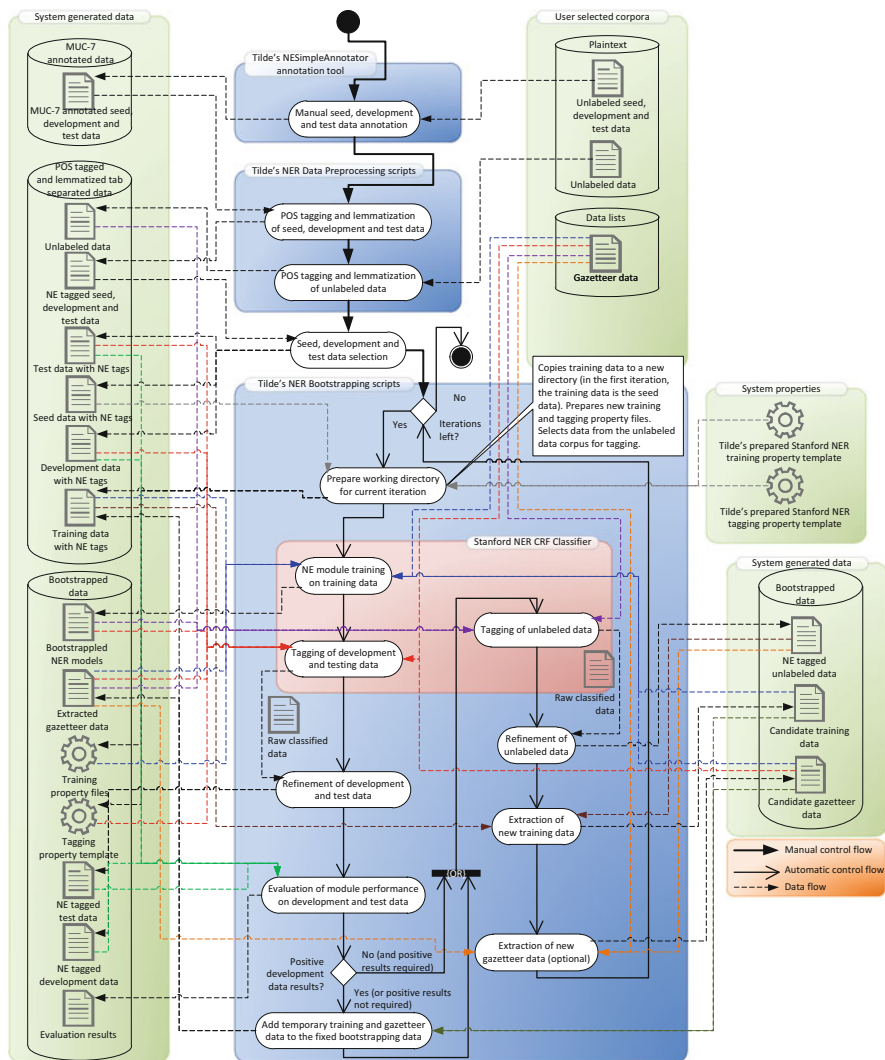 System generated data
MUC-7
annotated data
MUC-7 annotated seed,
development and
test data
POS tagged
and lemmatized tab
separated data
Unlabeled data
NE tagged seed,
development and
test data
Test data with NE tags
Seed data with NE tags
Development data
with NE tags
Training data
with NE tags
Bootstrapped
data
Bootstrappled
NER models
Extracted
gazetteer data
Training
property files
Tagging
property template
NE tagged
test data
NE tagged
development data
Evaluation results
Tilde's NESimpleAnnotator
annotation tool
Manual seed, development
and test data annotation
Tilde's NER Data Preprocessing scripts
POS tagging and lemmatization
of seed, development and test data
POS tagging and lemmatization
of unlabeled data
Seed, development and
test data selection
Tilde's NER Bootstrapping scripts
No
Yes
Iterations
left?
Copies training data to a new
directory (in the first iteration,
the training data is the seed
data). Prepares new training
and tagging property files.
Selects data from the unlabeled
data corpus for tagging.
Prepare working directory
for current iteration
Stanford NER CRF Classifier
NE module training
on training data
Tagging of unlabeled data
Tagging of development
and testing data
Raw classified
data
Raw classified
data
Refinement of
unlabeled data
Refinement of development
and test data
Extraction of
new training data
(OR)
Evaluation of module performance
on development and test data
Extraction of new
gazetteer data (optional)
Positive
development
data results?
No (and positive
results required)
Yes (or positive results
not required)
Add temporary training and gazetteer
data to the fixed bootstrapping data
User selected corpora
Plaintext
Unlabeled seed,
development and
test data
Unlabeled data
Data lists
Gazetteer data
System properties
Tilde's prepared Stanford NER
training property template
Tilde's prepared Stanford NER
tagging property template
System generated data
Bootstrapped
data
NE tagged
unlabeled data
Candidate training
data
Candidate gazetteer
data
Manual control flow
Automatic control flow
Data flow